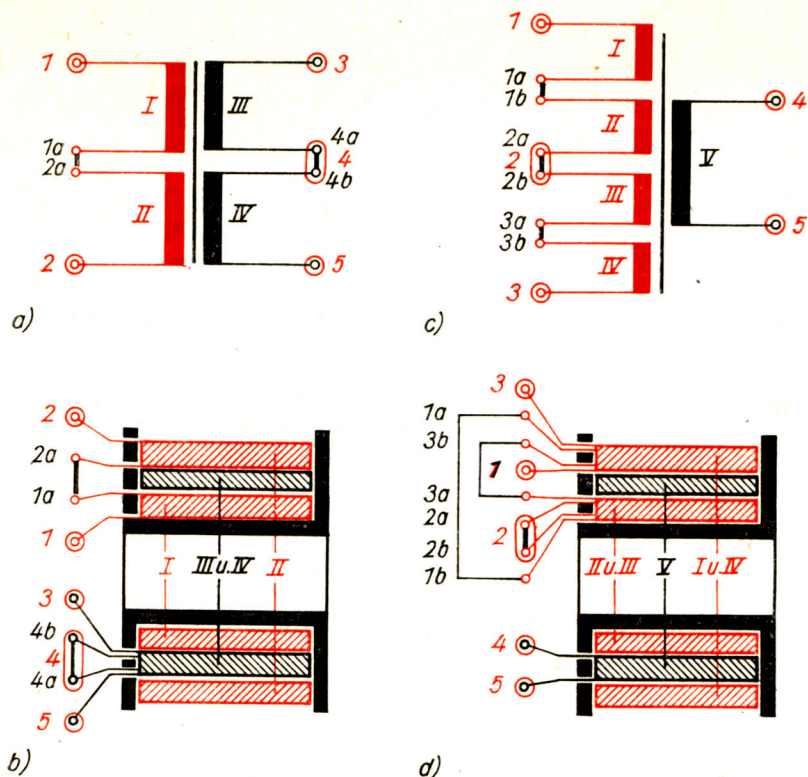 1
I
1a
2a
II
2
III
3
4a
4
4b
IV
5
a)
1
I
1a
1b
II
2a
2
2b
III
3a
3b
IV
3
V
4
5
c)
2
2a
1a
1
I
III u. IV
II
3
4b
4
4a
5
b)
3
1a
3b
1
3a
2a
2
2b
1b
II u. III
V
I u. IV
4
5
d)